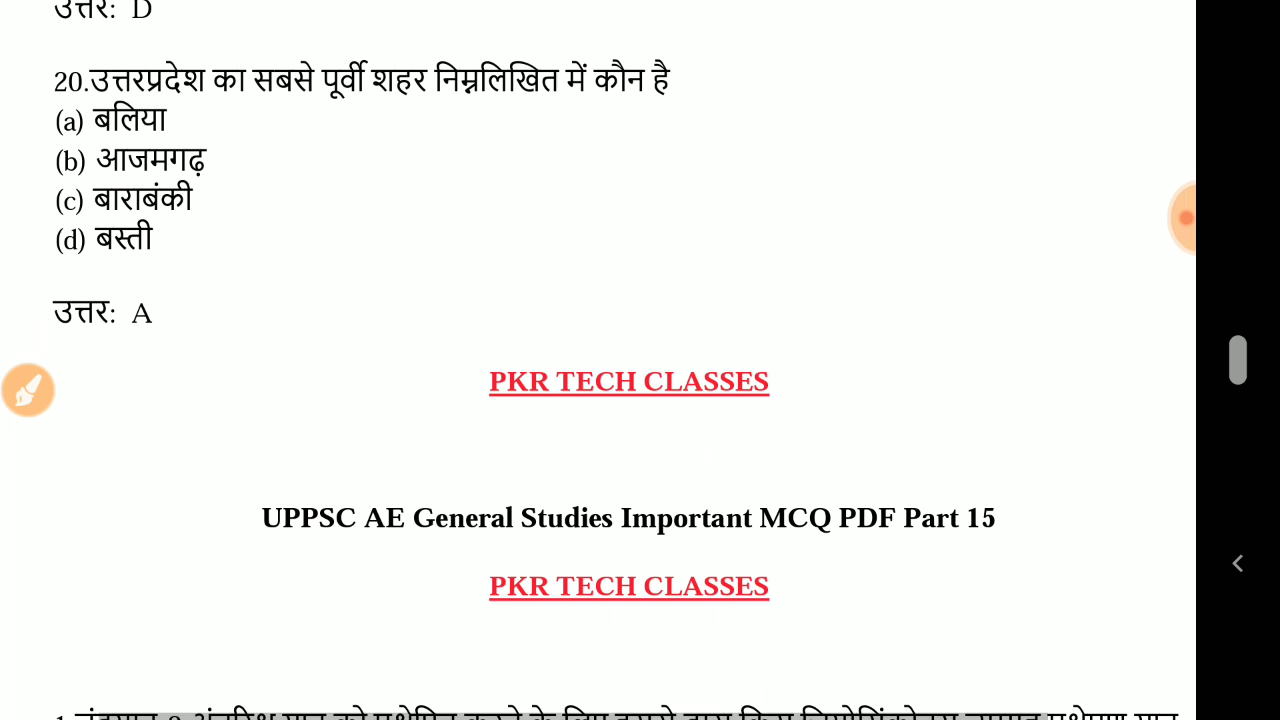 उत्तर: D
20.उत्तरप्रदेश का सबसे पूर्वी शहर निम्नलिखित में कौन है
(a) बलिया
(b) आजमगढ़
(c) बाराबंकी
(d) बस्ती
उत्तर: A
PKR TECH CLASSES
UPPSC AE General Studies Important MCQ PDF Part 15
PKR TECH CLASSES